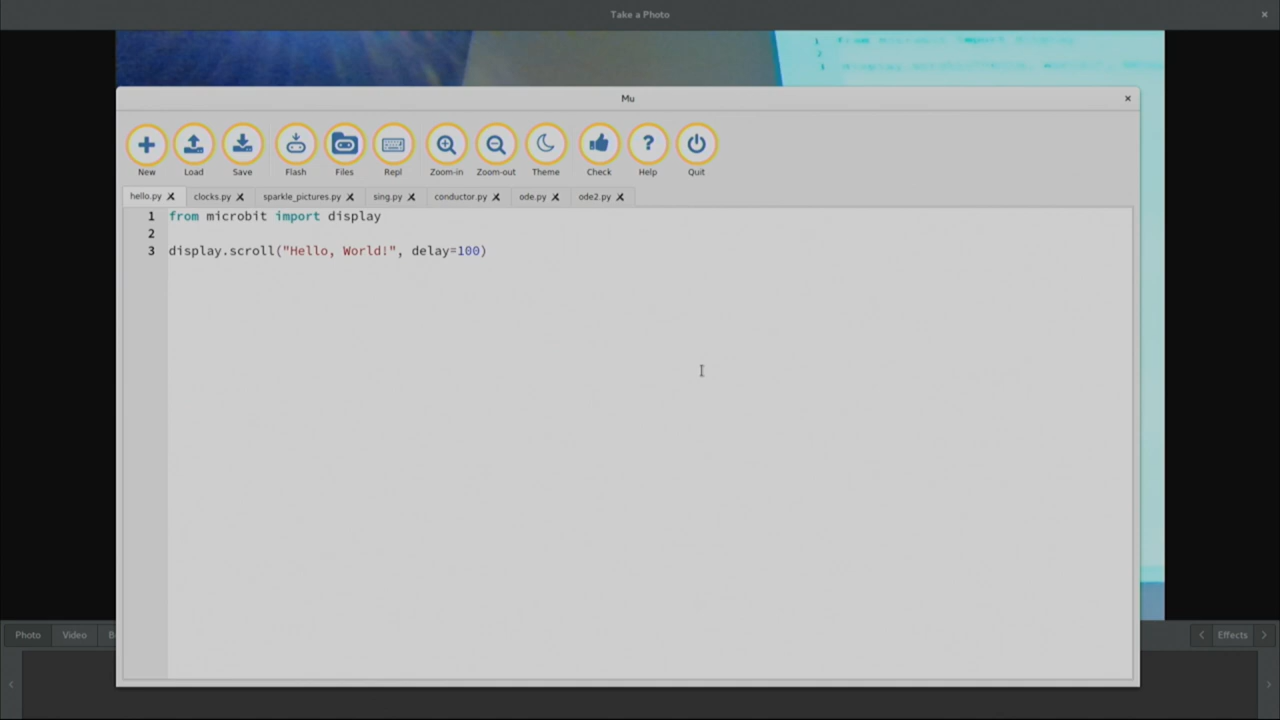 Take a Photo
Mu
New Load Save Flash Files Repl Zoom-in Zoom-out Theme Check Help Quit
hello.py clocks.py sparkle_pictures.py sing.py conductor.py ode.py ode2.py
1 from microbit import display
2
3 display.scroll("Hello, World!", delay=100)
Photo Video Effects